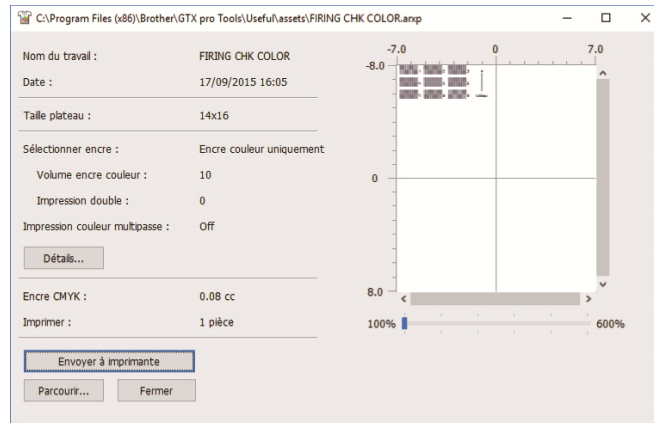 C:\Program Files (x86)\Brother\GTX pro Tools\Useful\assets\FIRING CHK COLOR.arxp
Nom du travail : FIRING CHK COLOR
Date : 17/09/2015 16:05
Taille plateau : 14x16
Sélectionner encre : Encre couleur uniquement
Volume encre couleur : 10
Impression double : 0
Impression couleur multipasse : Off
Détails...
Encre CMYK : 0.08 cc
Imprimer : 1 pièce
Envoyer à imprimante
Parcourir... Fermer
-7.0 0 7.0
-8.0
0
8.0
100% 600%